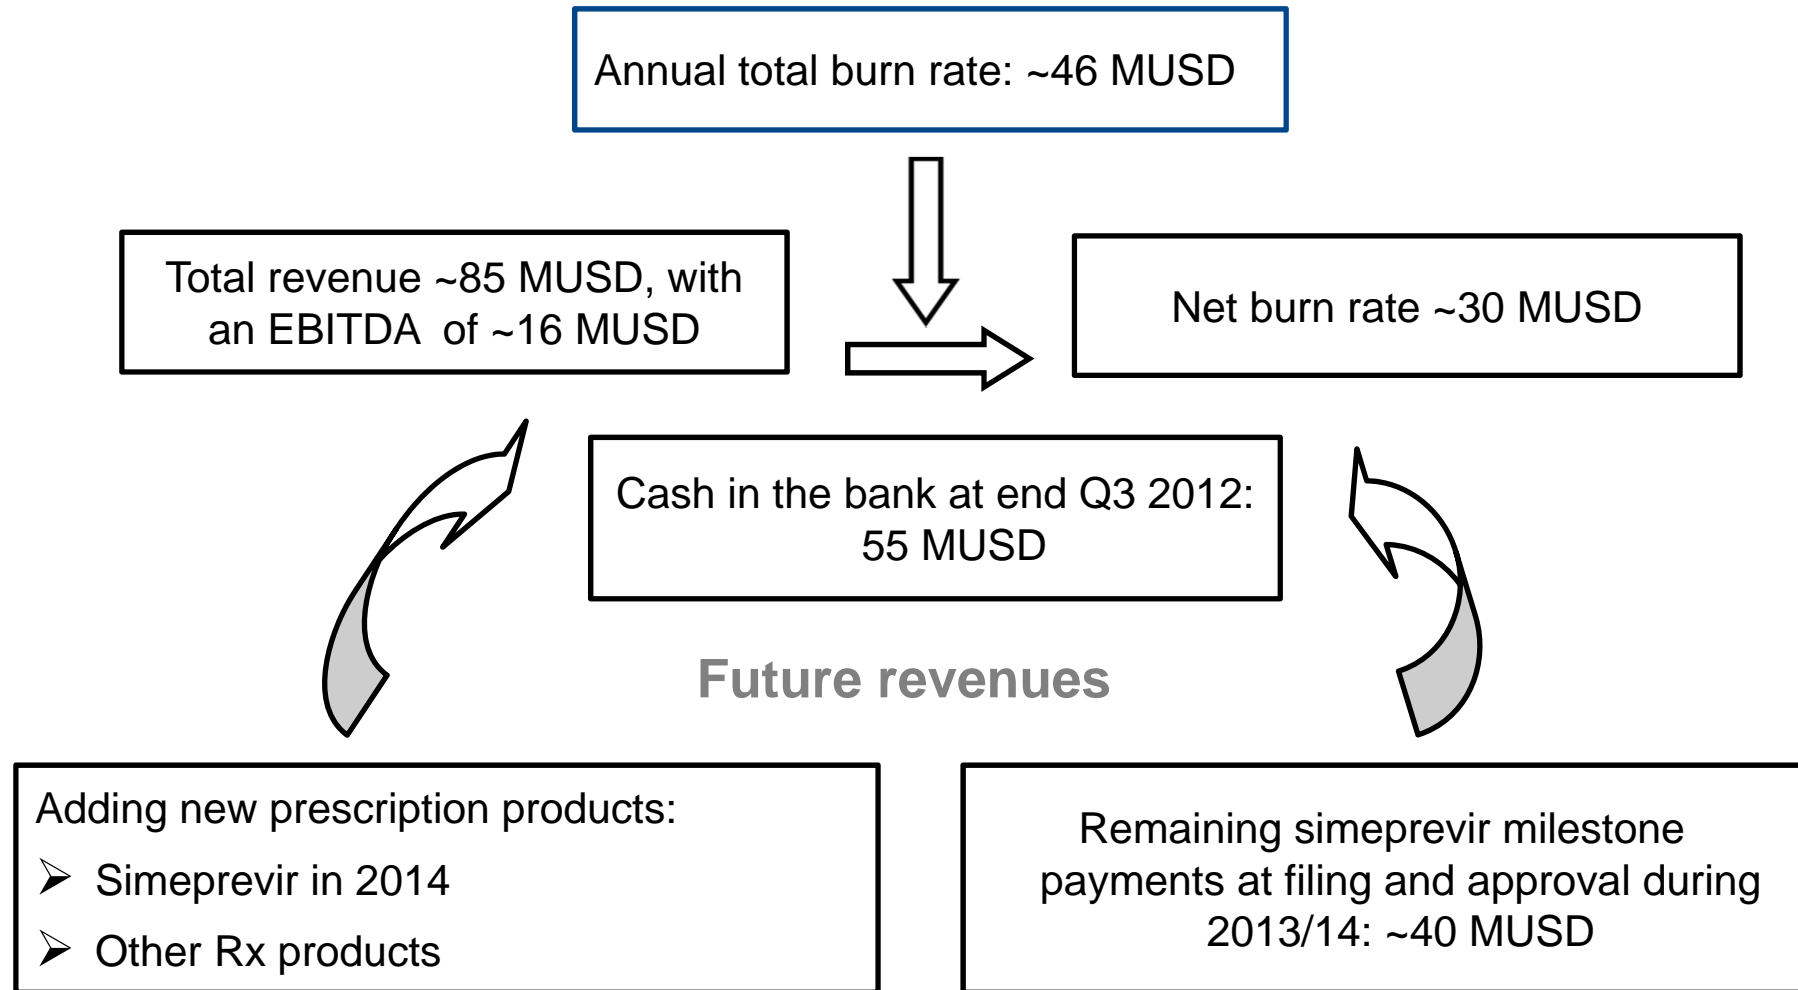 Annual total burn rate: ~46 MUSD
Total revenue ~85 MUSD, with
an EBITDA of ~16 MUSD
Net burn rate ~30 MUSD
Cash in the bank at end Q3 2012:
55 MUSD
Future revenues
Adding new prescription products:
➢ Simeprevir in 2014
➢ Other Rx products
Remaining simeprevir milestone
payments at filing and approval during
2013/14: ~40 MUSD